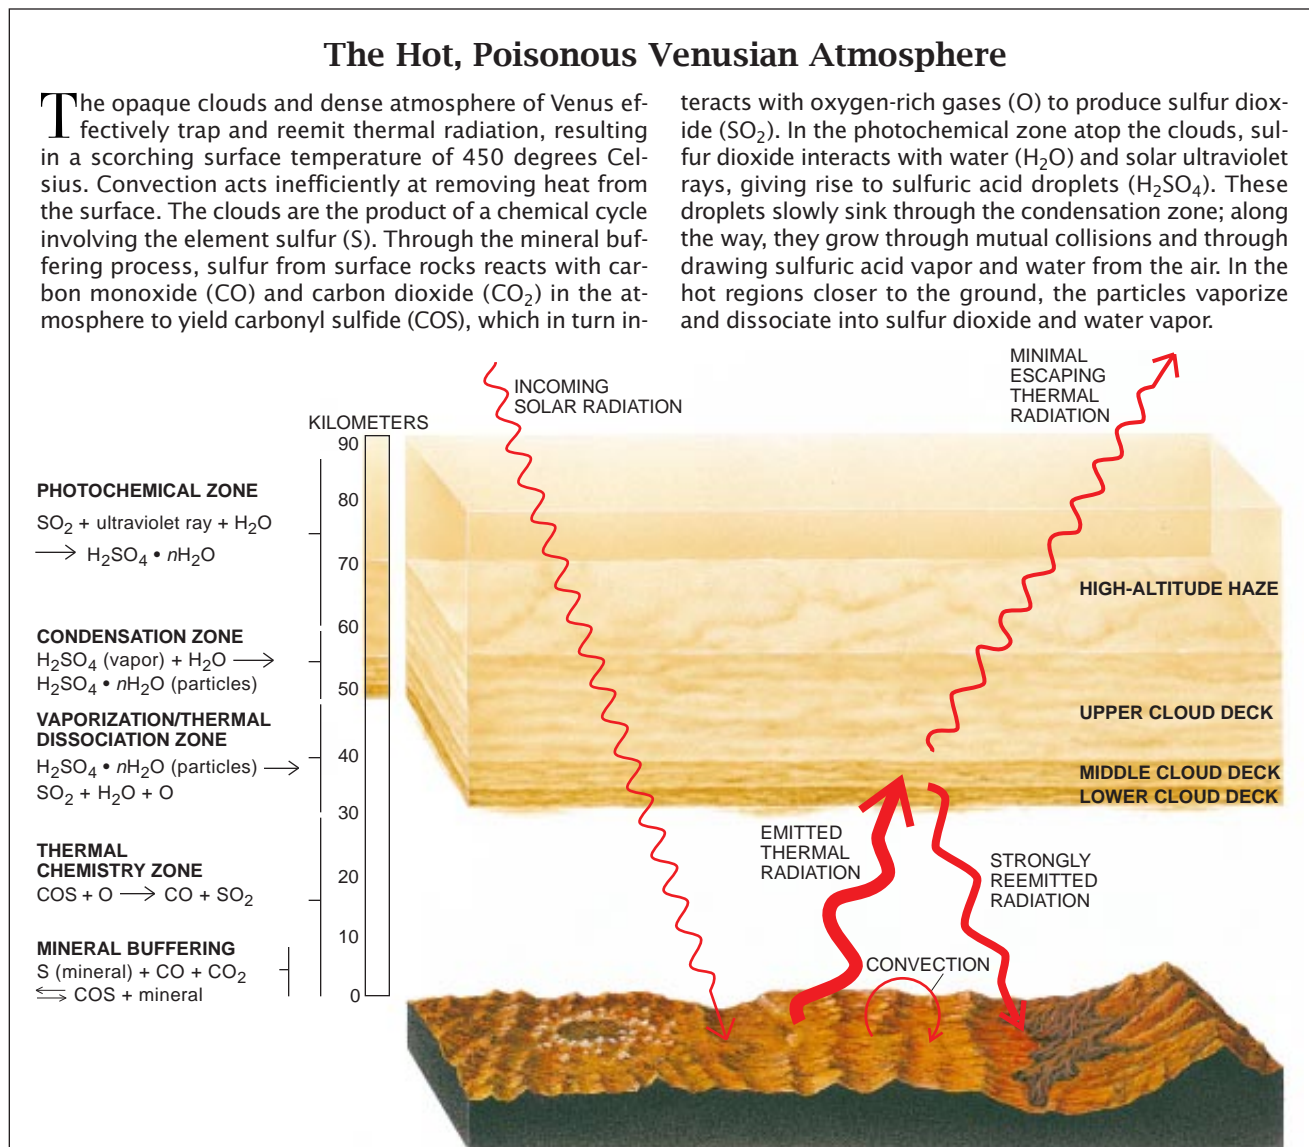 The Hot, Poisonous Venusian Atmosphere
The opaque clouds and dense atmosphere of Venus ef-
fectively trap and reemit thermal radiation, resulting
in a scorching surface temperature of 450 degrees Cel-
sius. Convection acts inefficiently at removing heat from
the surface. The clouds are the product of a chemical cycle
involving the element sulfur (S). Through the mineral buf-
fering process, sulfur from surface rocks reacts with car-
bon monoxide (CO) and carbon dioxide (CO₂) in the at-
mosphere to yield carbonyl sulfide (COS), which in turn in-
teracts with oxygen-rich gases (O) to produce sulfur diox-
ide (SO₂). In the photochemical zone atop the clouds, sul-
fur dioxide interacts with water (H₂O) and solar ultraviolet
rays, giving rise to sulfuric acid droplets (H₂SO₄). These
droplets slowly sink through the condensation zone; along
the way, they grow through mutual collisions and through
drawing sulfuric acid vapor and water from the air. In the
hot regions closer to the ground, the particles vaporize
and dissociate into sulfur dioxide and water vapor.
INCOMING
SOLAR RADIATION
MINIMAL
ESCAPING
THERMAL
RADIATION
KILOMETERS
90
80
70
60
50
40
30
20
10
0
PHOTOCHEMICAL ZONE
SO₂ + ultraviolet ray + H₂O
⟶ H₂SO₄ • nH₂O
CONDENSATION ZONE
H₂SO₄ (vapor) + H₂O ⟶
H₂SO₄ • nH₂O (particles)
VAPORIZATION/THERMAL
DISSOCIATION ZONE
H₂SO₄ • nH₂O (particles) ⟶
SO₂ + H₂O + O
THERMAL
CHEMISTRY ZONE
COS + O ⟶ CO + SO₂
MINERAL BUFFERING
S (mineral) + CO + CO₂
⇄ COS + mineral
HIGH-ALTITUDE HAZE
UPPER CLOUD DECK
MIDDLE CLOUD DECK
LOWER CLOUD DECK
EMITTED
THERMAL
RADIATION
STRONGLY
REEMITTED
RADIATION
CONVECTION